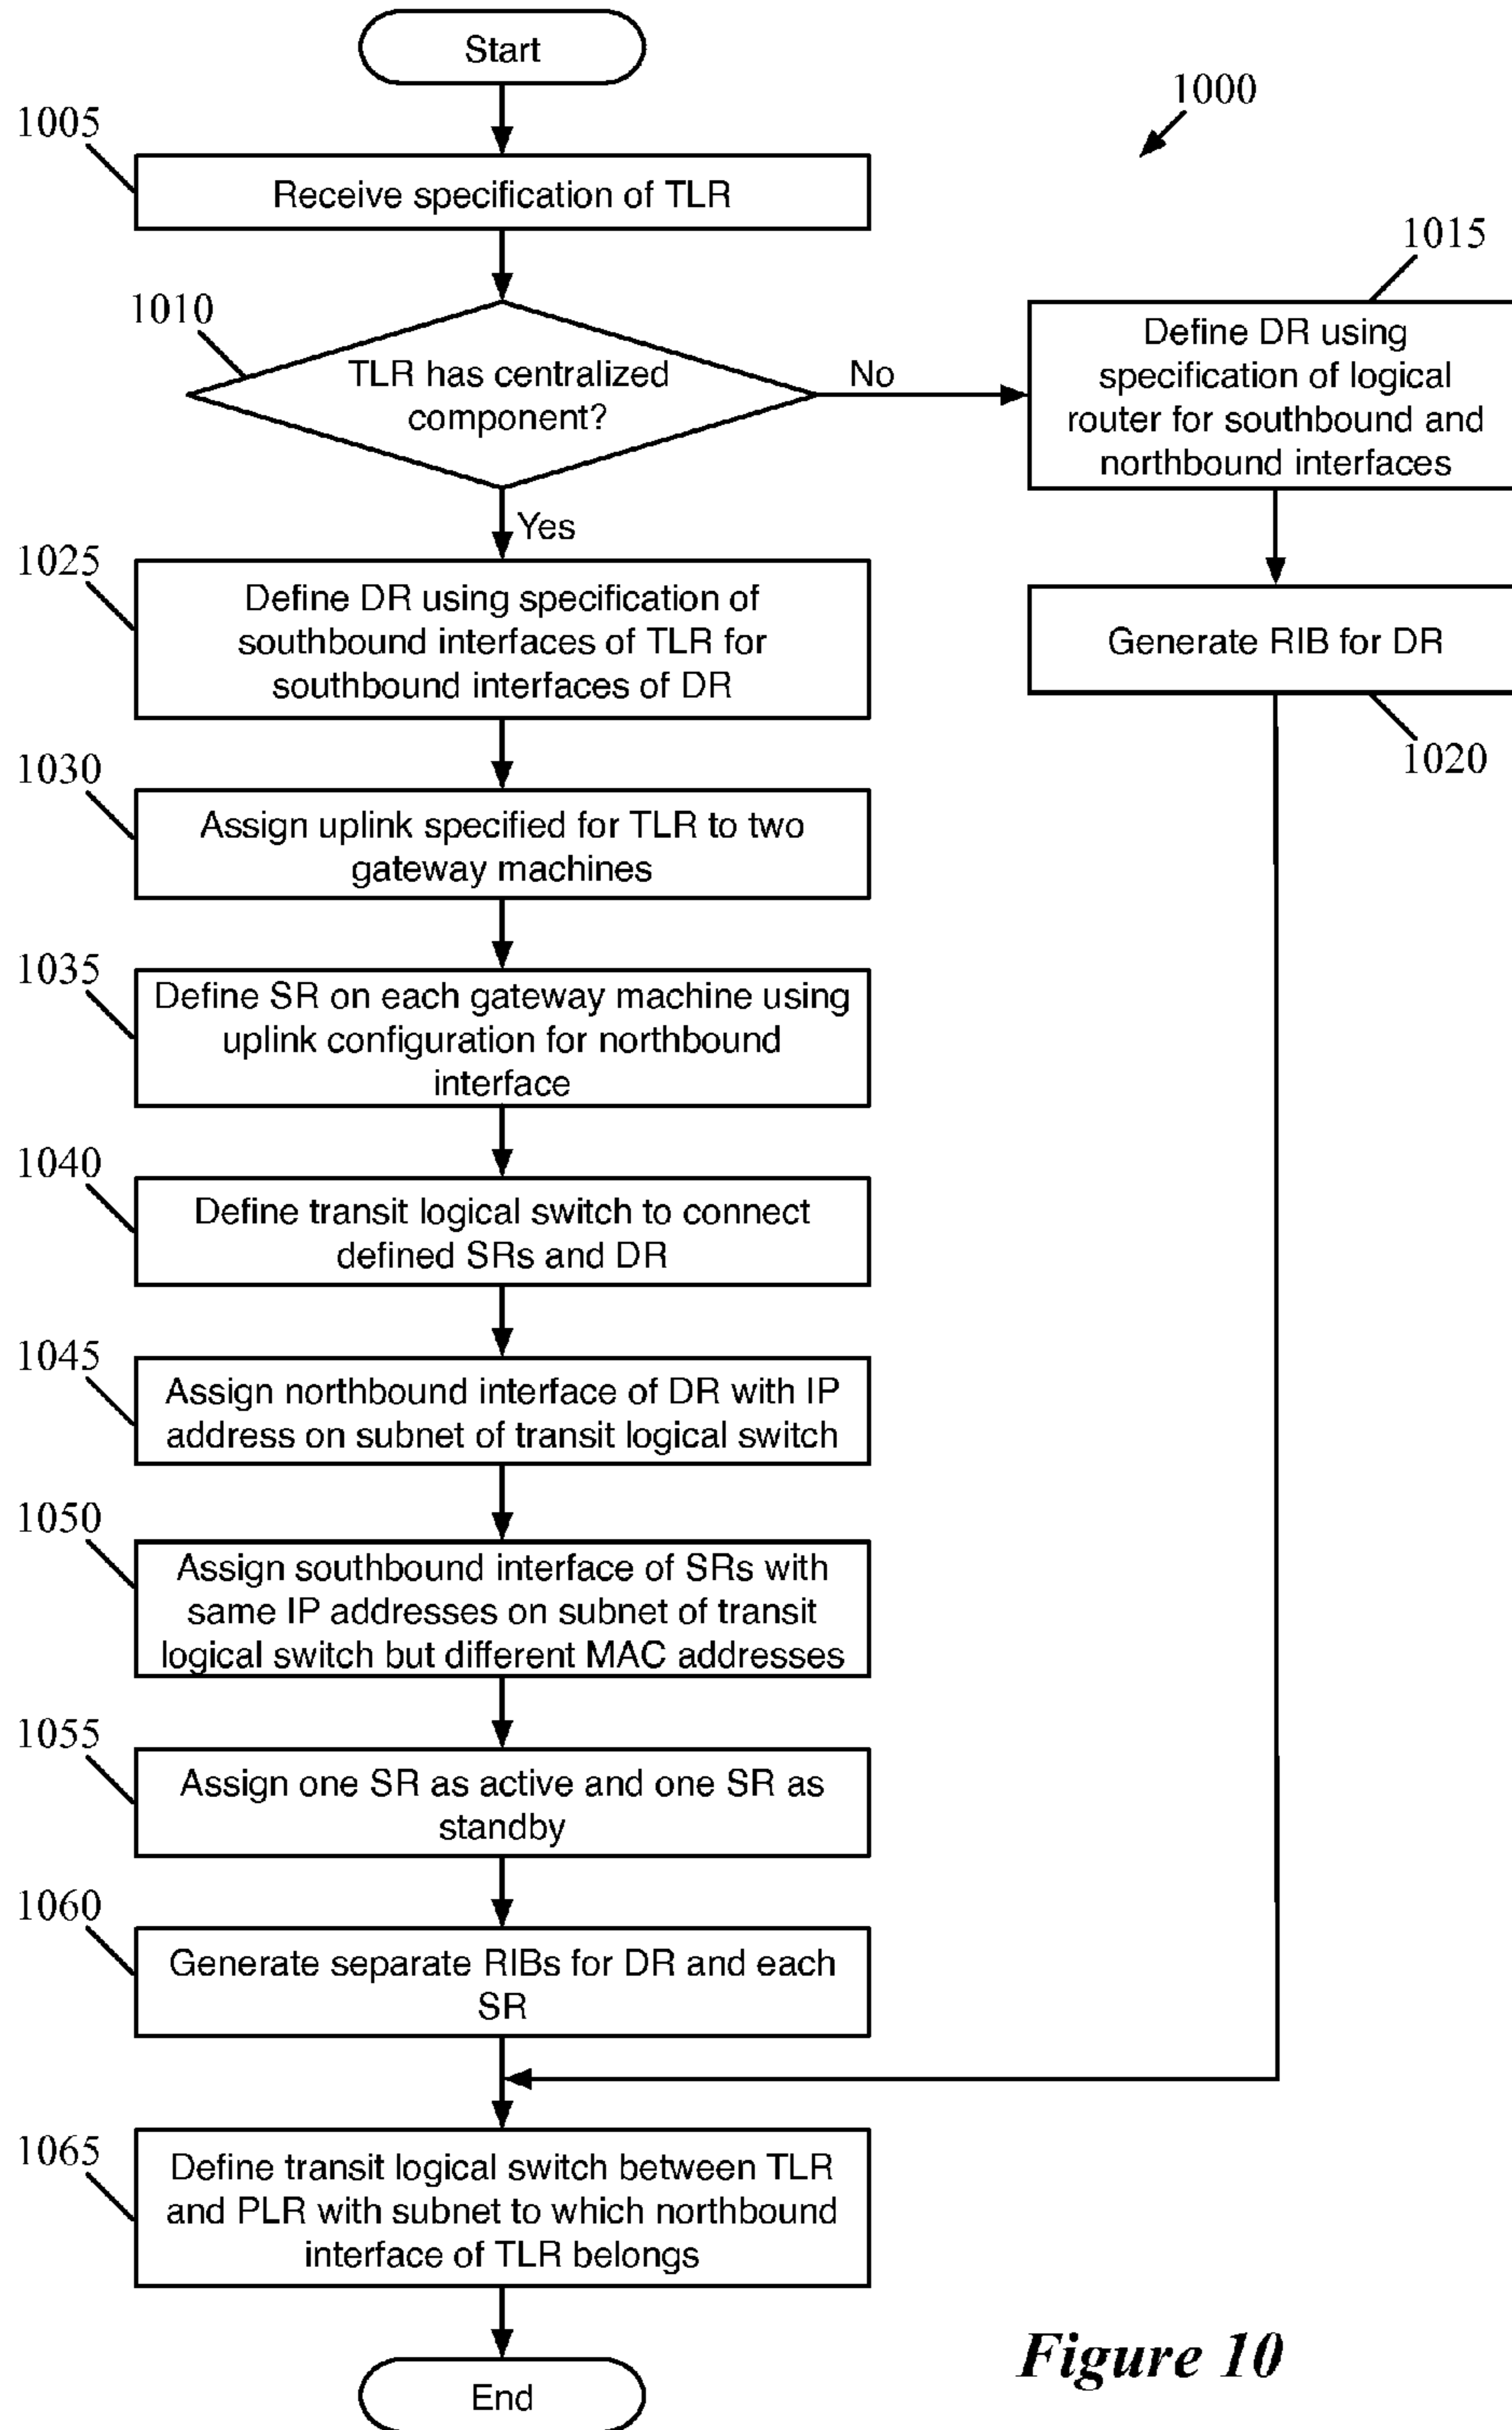 Start
1000
1005
Receive specification of TLR
1010
TLR has centralized
component?
No
1015
Define DR using
specification of logical
router for southbound and
northbound interfaces
Yes
1025
Define DR using specification of
southbound interfaces of TLR for
southbound interfaces of DR
Generate RIB for DR
1020
1030
Assign uplink specified for TLR to two
gateway machines
1035
Define SR on each gateway machine using
uplink configuration for northbound
interface
1040
Define transit logical switch to connect
defined SRs and DR
1045
Assign northbound interface of DR with IP
address on subnet of transit logical switch
1050
Assign southbound interface of SRs with
same IP addresses on subnet of transit
logical switch but different MAC addresses
1055
Assign one SR as active and one SR as
standby
1060
Generate separate RIBs for DR and each
SR
1065
Define transit logical switch between TLR
and PLR with subnet to which northbound
interface of TLR belongs
End
Figure 10